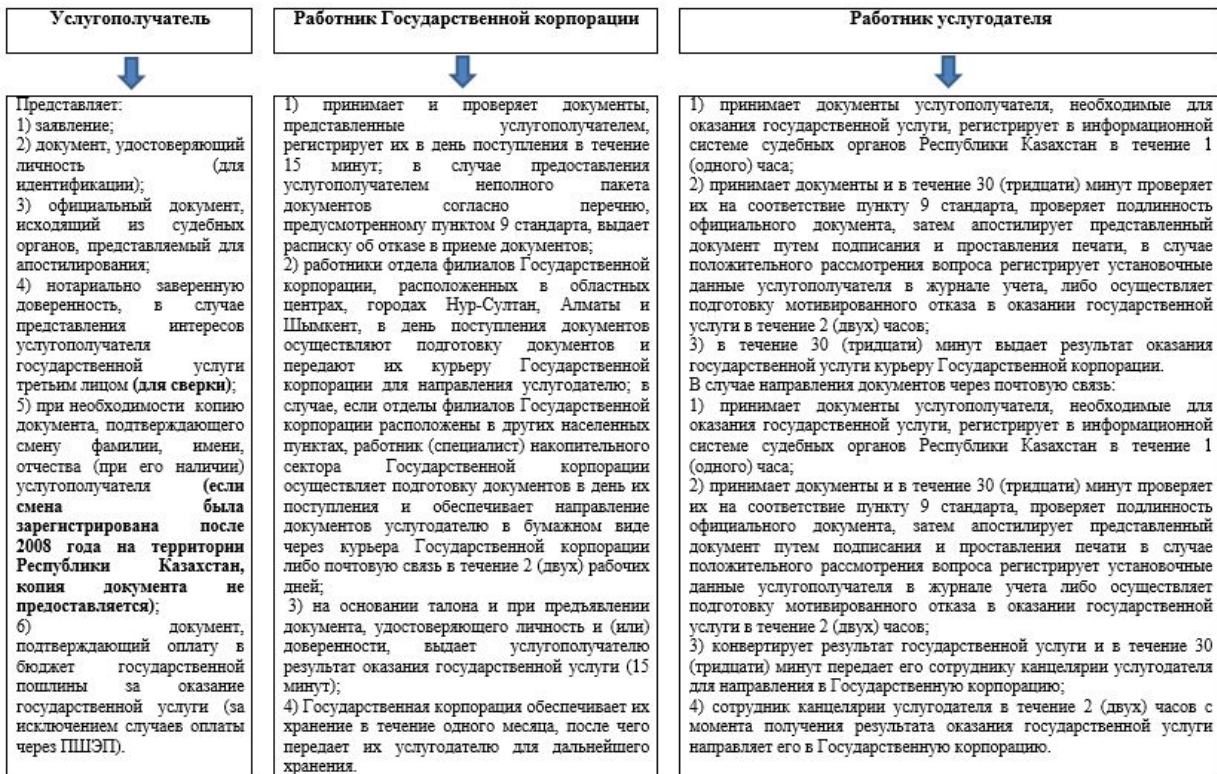 Услугополучатель
Представляет:
1) заявление;
2) документ, удостоверяющий
личность (для
идентификации);
3) официальный документ,
исходящий из судебных
органов, представляемый для
апостилирования;
4) нотариально заверенную
доверенность, в случае
представления интересов
услугополучателя
государственной услуги
третьим лицом (для сверки);
5) при необходимости копию
документа, подтверждающего
смену фамилии, имени,
отчества (при его наличии)
услугополучателя (если
смена была
зарегистрирована после
2008 года на территории
Республики Казахстан,
копия документа не
предоставляется);
6) документ,
подтверждающий оплату в
бюджет государственной
пошлины за оказание
государственной услуги (за
исключением случаев оплаты
через ПШЭП).
Работник Государственной корпорации
1) принимает и проверяет документы,
представленные услугополучателем,
регистрирует их в день поступления в течение
15 минут; в случае предоставления
услугополучателем неполного пакета
документов согласно перечню,
предусмотренному пунктом 9 стандарта, выдает
расписку об отказе в приеме документов;
2) работники отдела филиалов Государственной
корпорации, расположенных в областных
центрах, городах Нур-Султан, Алматы и
Шымкент, в день поступления документов
осуществляют подготовку документов и
передают их курьеру Государственной
корпорации для направления услугодателю; в
случае, если отделы филиалов Государственной
корпорации расположены в других населенных
пунктах, работник (специалист) накопительного
сектора Государственной корпорации
осуществляет подготовку документов в день их
поступления и обеспечивает направление
документов услугодателю в бумажном виде
через курьера Государственной корпорации
либо почтовую связь в течение 2 (двух) рабочих
дней;
3) на основании талона и при предъявлении
документа, удостоверяющего личность и (или)
доверенности, выдает услугополучателю
результат оказания государственной услуги (15
минут);
4) Государственная корпорация обеспечивает их
хранение в течение одного месяца, после чего
передает их услугодателю для дальнейшего
хранения.
Работник услугодателя
1) принимает документы услугополучателя, необходимые для
оказания государственной услуги, регистрирует в информационной
системе судебных органов Республики Казахстан в течение 1
(одного) часа;
2) принимает документы и в течение 30 (тридцати) минут проверяет
их на соответствие пункту 9 стандарта, проверяет подлинность
официального документа, затем апостилирует представленный
документ путем подписания и проставления печати, в случае
положительного рассмотрения вопроса регистрирует установочные
данные услугополучателя в журнале учета, либо осуществляет
подготовку мотивированного отказа в оказании государственной
услуги в течение 2 (двух) часов;
3) в течение 30 (тридцати) минут выдает результат оказания
государственной услуги курьеру Государственной корпорации.
В случае направления документов через почтовую связь:
1) принимает документы услугополучателя, необходимые для
оказания государственной услуги, регистрирует в информационной
системе судебных органов Республики Казахстан в течение 1
(одного) часа;
2) принимает документы и в течение 30 (тридцати) минут проверяет
их на соответствие пункту 9 стандарта, проверяет подлинность
официального документа, затем апостилирует представленный
документ путем подписания и проставления печати в случае
положительного рассмотрения вопроса регистрирует установочные
данные услугополучателя в журнале учета либо осуществляет
подготовку мотивированного отказа в оказании государственной
услуги в течение 2 (двух) часов;
3) конвертирует результат государственной услуги и в течение 30
(тридцати) минут передает его сотруднику канцелярии услугодателя
для направления в Государственную корпорацию;
4) сотрудник канцелярии услугодателя в течение 2 (двух) часов с
момента получения результата оказания государственной услуги
направляет его в Государственную корпорацию.